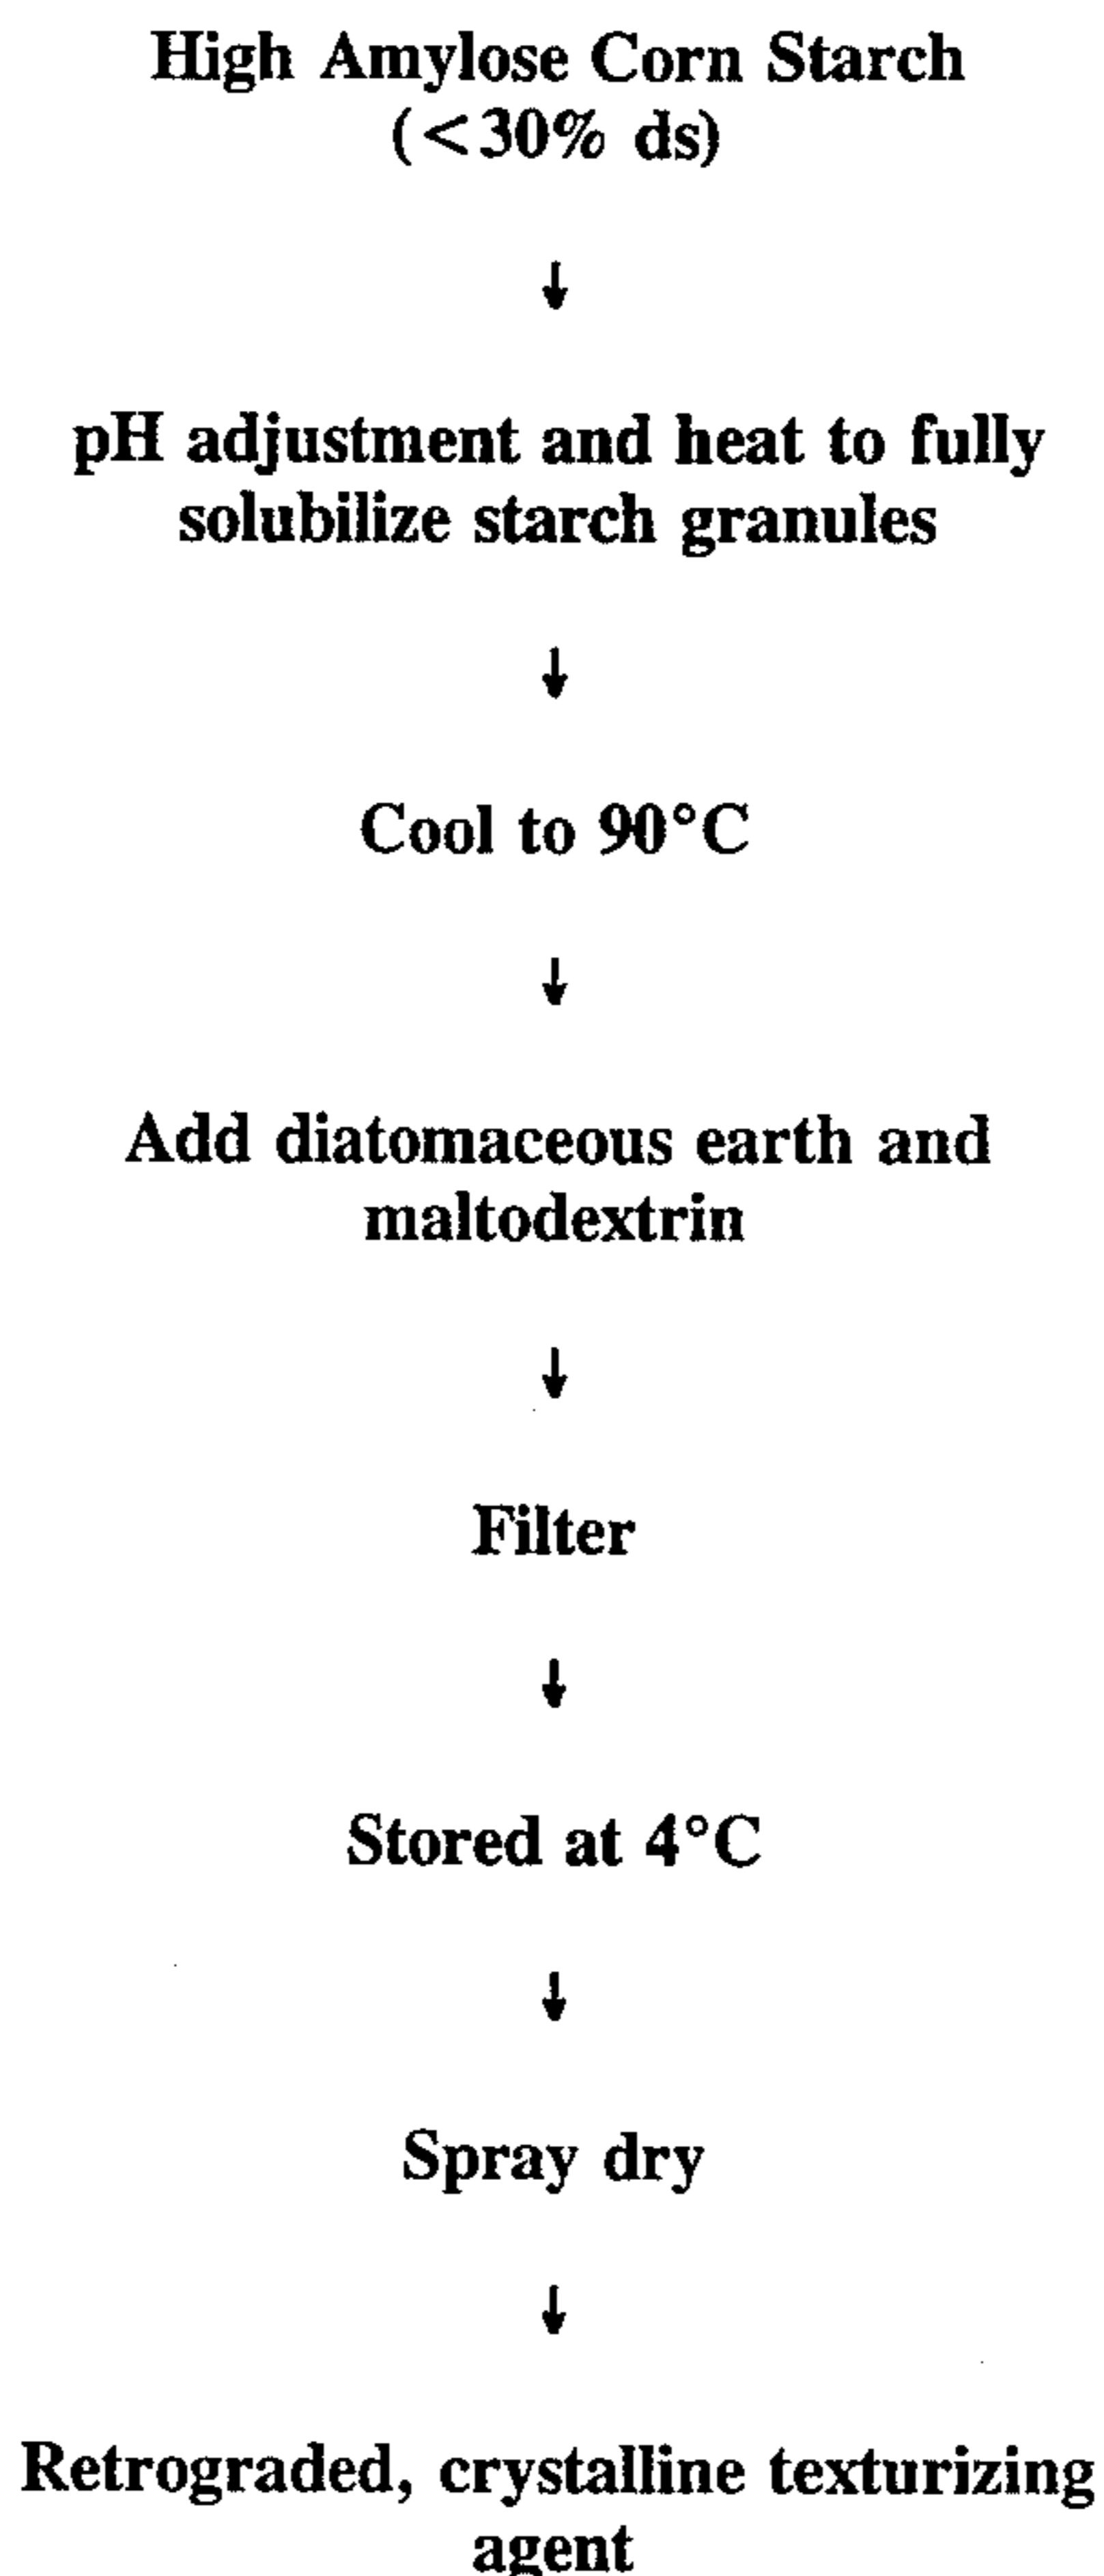 High Amylose Corn Starch
(<30% ds)
↓
pH adjustment and heat to fully
solubilize starch granules
↓
Cool to 90°C
↓
Add diatomaceous earth and
maltodextrin
↓
Filter
↓
Stored at 4°C
↓
Spray dry
↓
Retrograded, crystalline texturizing
agent